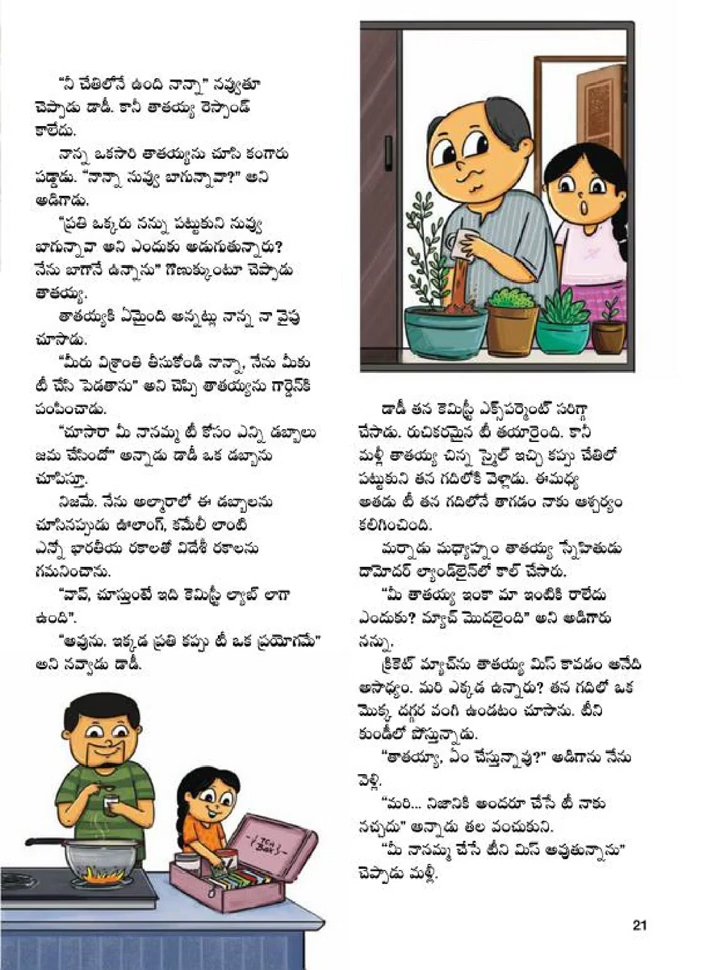 “నీ చేతిలోనే ఉంది నాన్నా” నవ్వుతూ
చెప్పాడు డాడీ. కానీ తాతయ్య రెస్పాండ్
కాలేదు.
నాన్న ఒకసారి తాతయ్యను చూసి కంగారు
పడ్డాడు. “నాన్నా నువ్వు బాగున్నావా?” అని
అడిగాడు.
“ప్రతి ఒక్కరు నన్ను పట్టుకుని నువ్వు
బాగున్నావా అని ఎందుకు అడుగుతున్నారు?
నేను బాగానే ఉన్నాను” గొణుక్కుంటూ చెప్పాడు
తాతయ్య.
తాతయ్యకి ఏమైంది అన్నట్లు నాన్న నా వైపు
చూసాడు.
“మీరు విశ్రాంతి తీసుకోండి నాన్నా, నేను మీకు
టీ చేసి పెడతాను” అని చెప్పి తాతయ్యను గార్డెన్‌కి
పంపించాడు.
“చూసారా మీ నానమ్మ టీ కోసం ఎన్ని డబ్బాలు
జమ చేసిందో” అన్నాడు డాడీ ఒక డబ్బాను
చూపిస్తూ.
నిజమే. నేను అల్మారాలో ఈ డబ్బాలను
చూసినప్పుడు ఊలాంగ్, కమేలీ లాంటి
ఎన్నో భారతీయ రకాలతో విదేశీ రకాలను
గమనించాను.
“వావ్, చూస్తుంటే ఇది కెమిస్ట్రీ ల్యాబ్ లాగా
ఉంది”.
“అవును. ఇక్కడ ప్రతి కప్పు టీ ఒక ప్రయోగమే”
అని నవ్వాడు డాడీ.
TEA
BOX
డాడీ తన కెమిస్ట్రీ ఎక్స్‌పర్మెంట్ సరిగ్గా
చేసాడు. రుచికరమైన టీ తయారైంది. కానీ
మళ్లీ తాతయ్య చిన్న స్మైల్ ఇచ్చి కప్పు చేతిలో
పట్టుకుని తన గదిలోకి వెళ్లాడు. ఈమధ్య
అతడు టీ తన గదిలోనే తాగడం నాకు ఆశ్చర్యం
కలిగించింది.
మర్నాడు మధ్యాహ్నం తాతయ్య స్నేహితుడు
దామోదర్ ల్యాండ్‌లైన్‌లో కాల్ చేసారు.
“మీ తాతయ్య ఇంకా మా ఇంటికి రాలేదు
ఎందుకు? మ్యాచ్ మొదలైంది” అని అడిగారు
నన్ను.
క్రికెట్ మ్యాచ్‌ను తాతయ్య మిస్ కావడం అనేది
అసాధ్యం. మరి ఎక్కడ ఉన్నారు? తన గదిలో ఒక
మొక్క దగ్గర వంగి ఉండటం చూసాను. టీని
కుండీలో పోస్తున్నాడు.
“తాతయ్యా, ఏం చేస్తున్నావు?” అడిగాను నేను
వెళ్లి.
“మరి... నిజానికి అందరూ చేసే టీ నాకు
నచ్చదు” అన్నాడు తల వంచుకుని.
“మీ నానమ్మ చేసే టీని మిస్ అవుతున్నాను”
చెప్పాడు మళ్లీ.
21